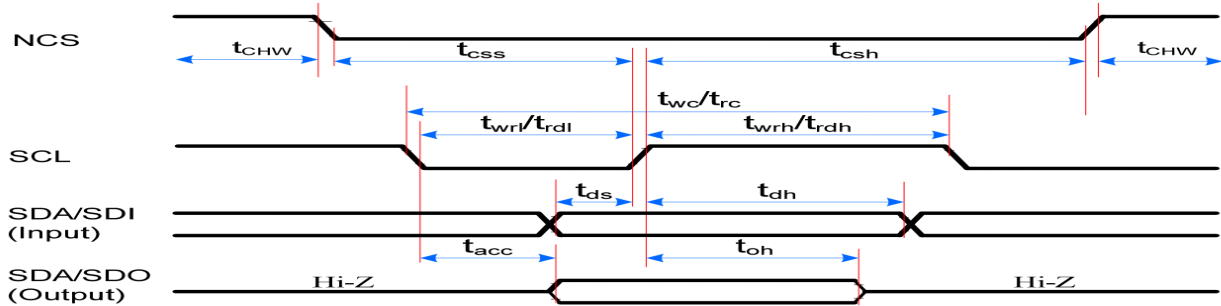 NCS
tCHW
tcss
tcsh
tCHW
twc/trc
twrl/trdl
twrh/trdh
SCL
tds
tdh
SDA/SDI
(Input)
tacc
toh
SDA/SDO
(Output)
Hi-Z
Hi-Z